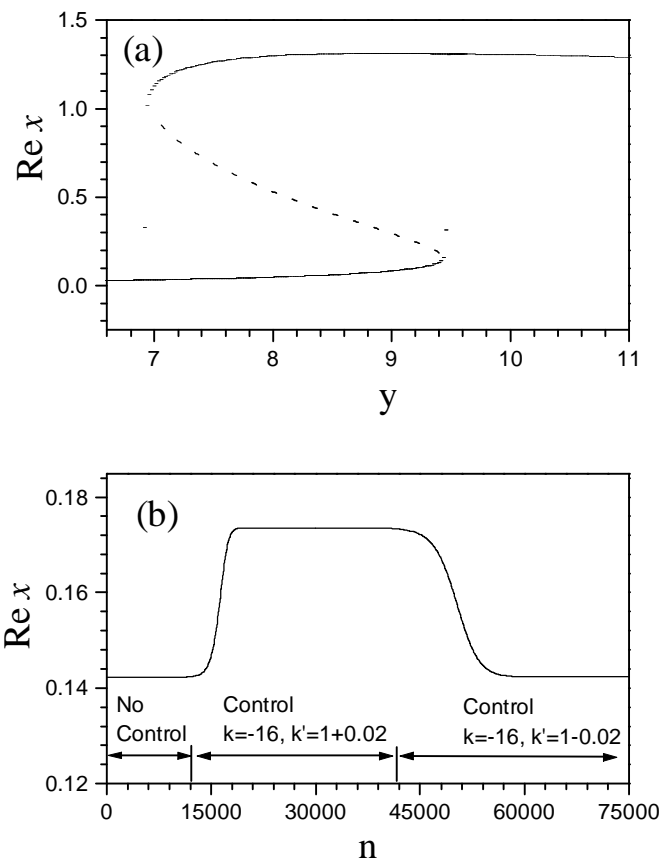 (a)
1.5
1.0
0.5
0.0
Re x
7 8 9 10 11
y
(b)
0.18
0.16
0.14
0.12
Re x
No
Control
Control
k=-16, k'=1+0.02
Control
k=-16, k'=1-0.02
0 15000 30000 45000 60000 75000
n